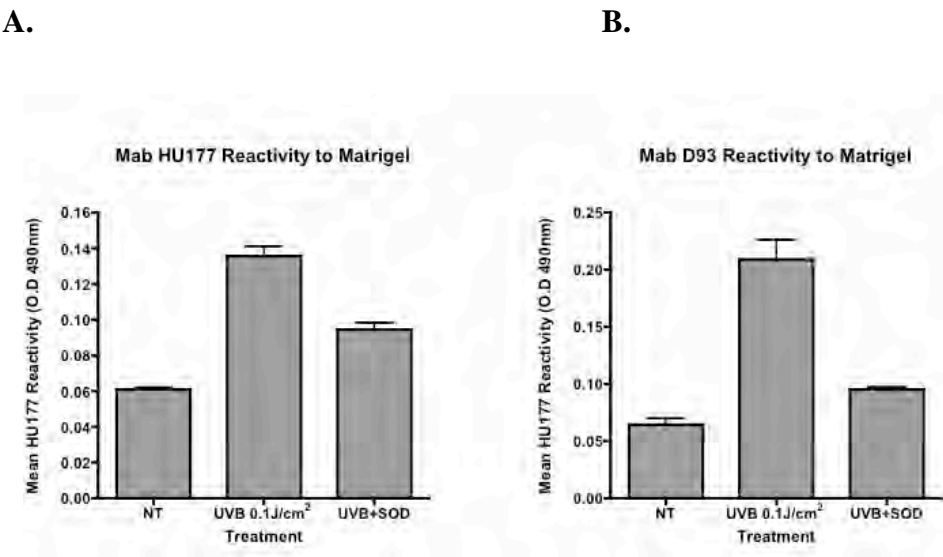 A.
B.
Mab HU177 Reactivity to Matrigel
Mean HU177 Reactivity (O.D 490nm)
0.16
0.14
0.12
0.10
0.08
0.06
0.04
0.02
0.00
NT
UVB 0.1J/cm²
UVB+SOD
Treatment
Mab D93 Reactivity to Matrigel
Mean HU177 Reactivity (O.D 490nm)
0.25
0.20
0.15
0.10
0.05
0.00
NT
UVB 0.1J/cm²
UVB+SOD
Treatment